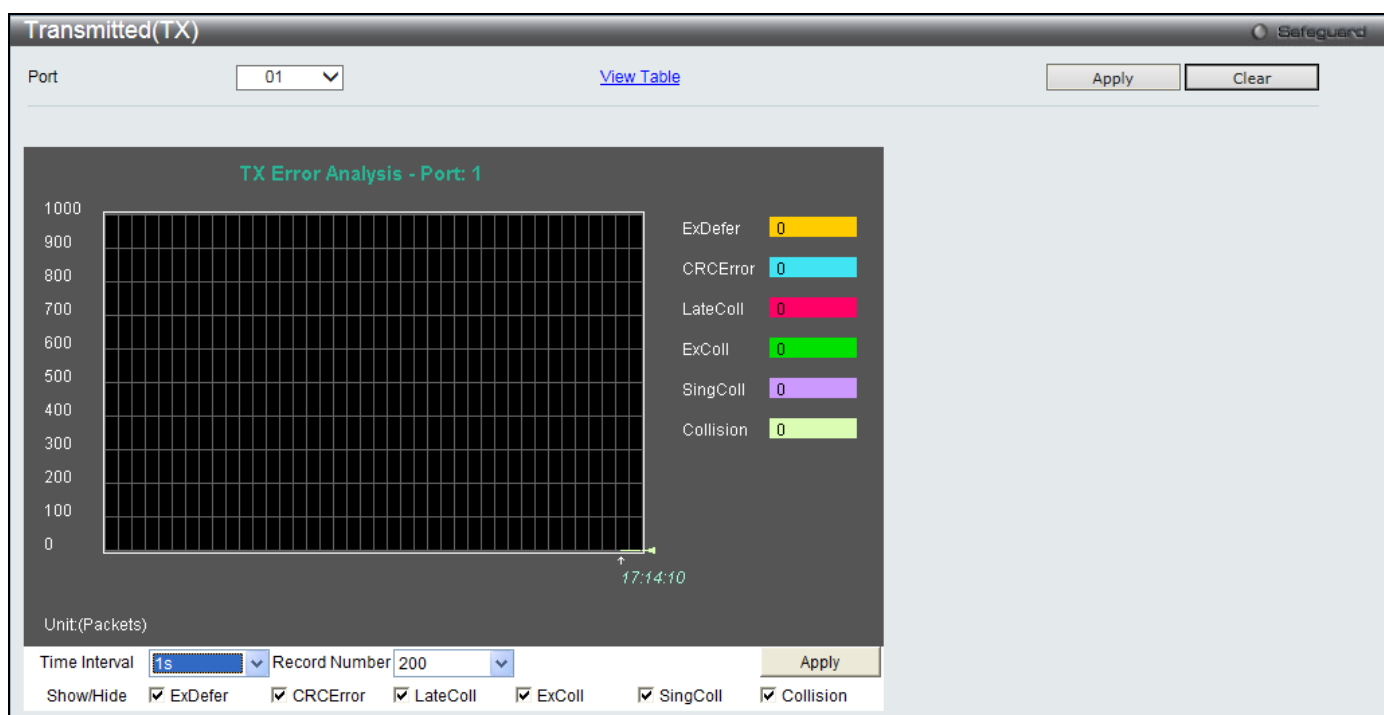 Transmitted(TX)
Safeguard
Port 01 View Table Apply Clear
TX Error Analysis - Port: 1
1000
900
800
700
600
500
400
300
200
100
0
ExDefer 0
CRCError 0
LateColl 0
ExColl 0
SingColl 0
Collision 0
17:14:10
Unit:(Packets)
Time Interval 1s Record Number 200 Apply
Show/Hide ExDefer CRCError LateColl ExColl SingColl Collision